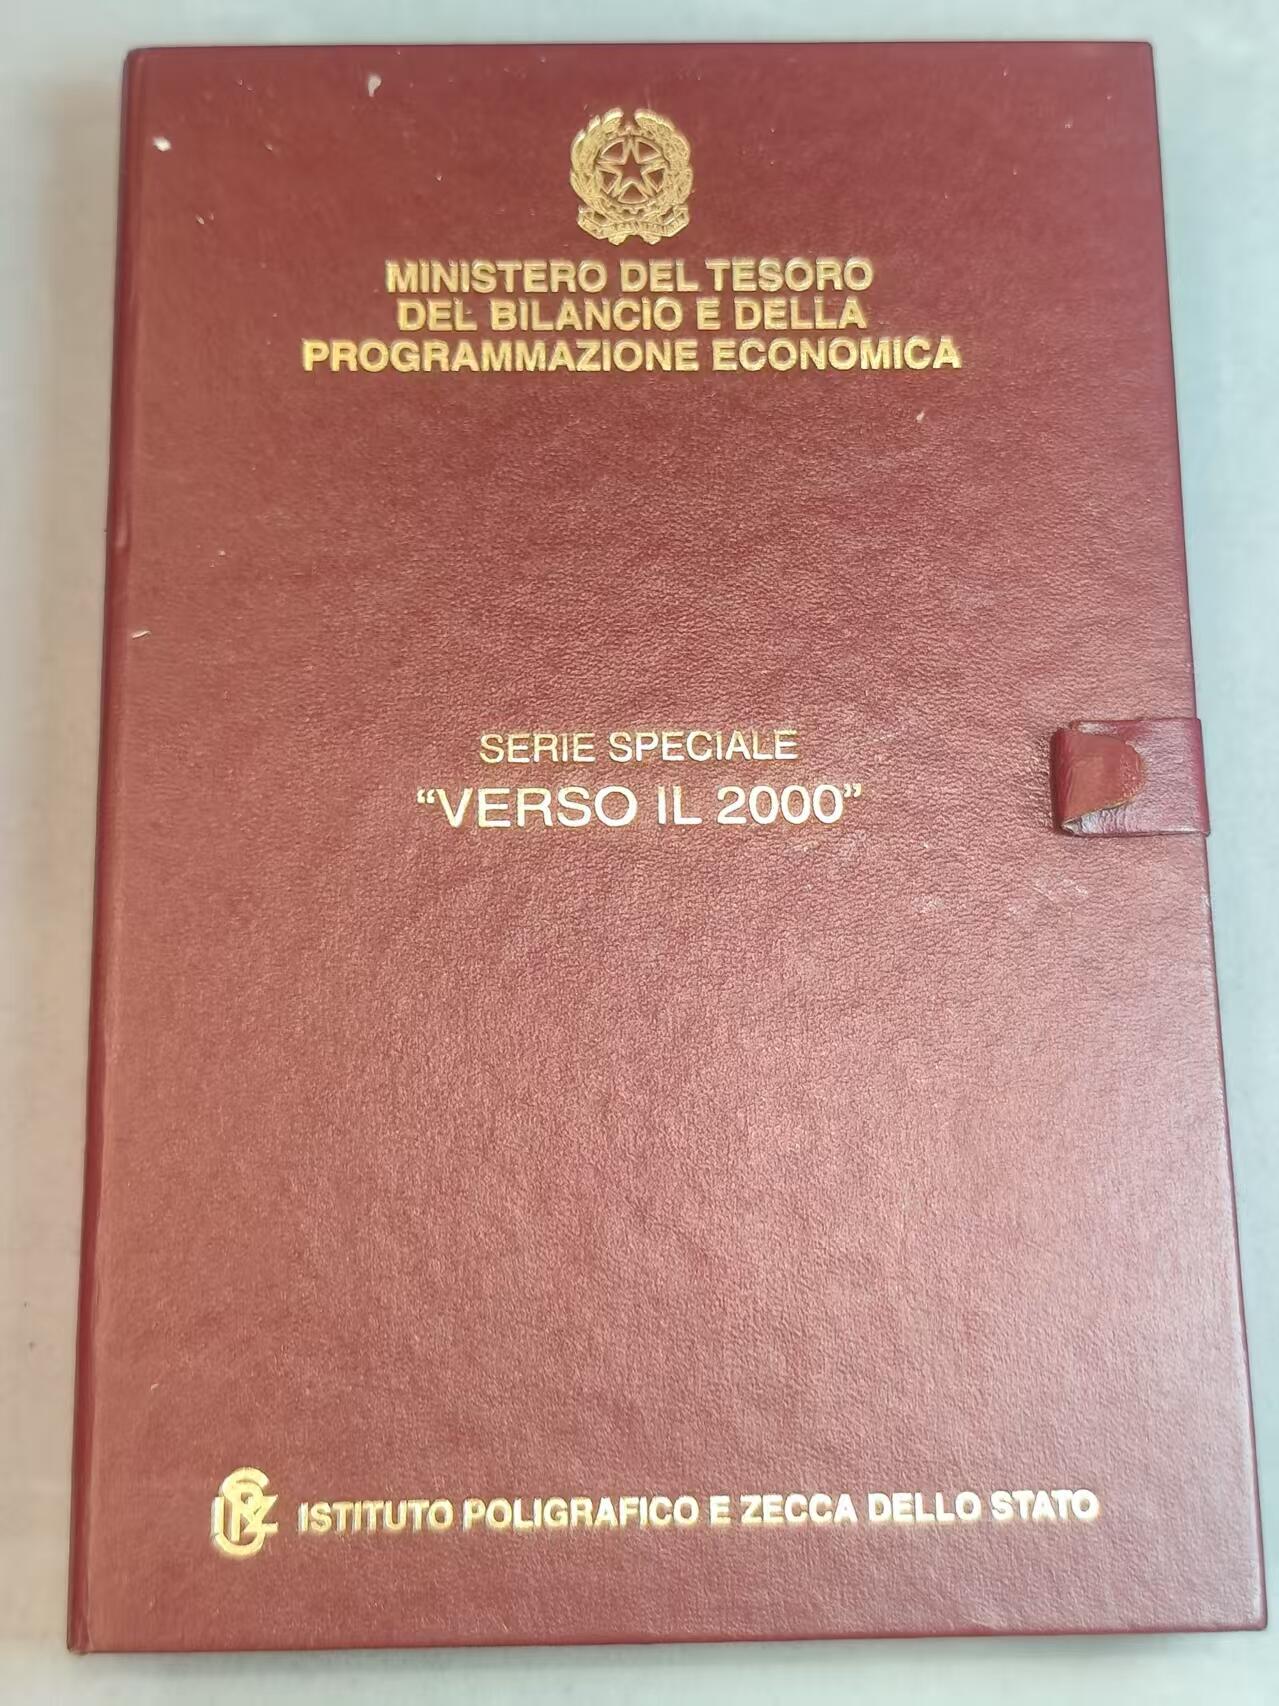 MINISTERO DEL TESORO
DEL BILANCIO E DELLA
PROGRAMMAZIONE ECONOMICA
SERIE SPECIALE
“VERSO IL 2000”
ISTITUTO POLIGRAFICO E ZECCA DELLO STATO